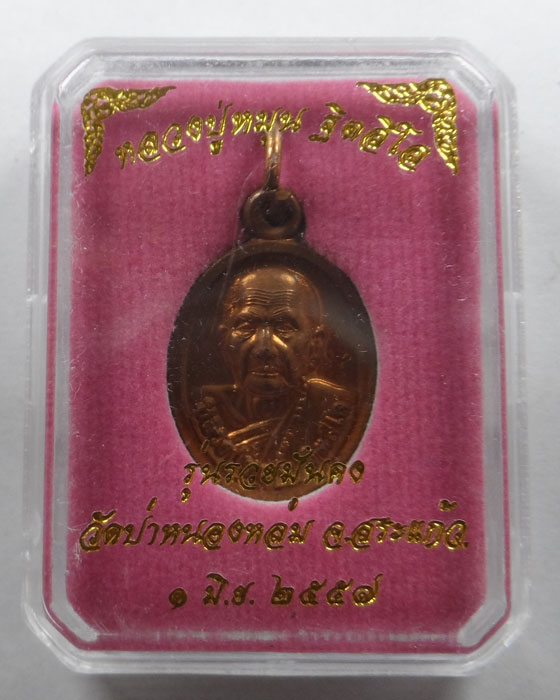 หลวงปู่หมุน ฐิตสีโล
รุ่นรวยมั่นคง
วัดป่าหนองหล่ม จ.สระแก้ว.
๑ มิ.ย. ๒๕๕๗